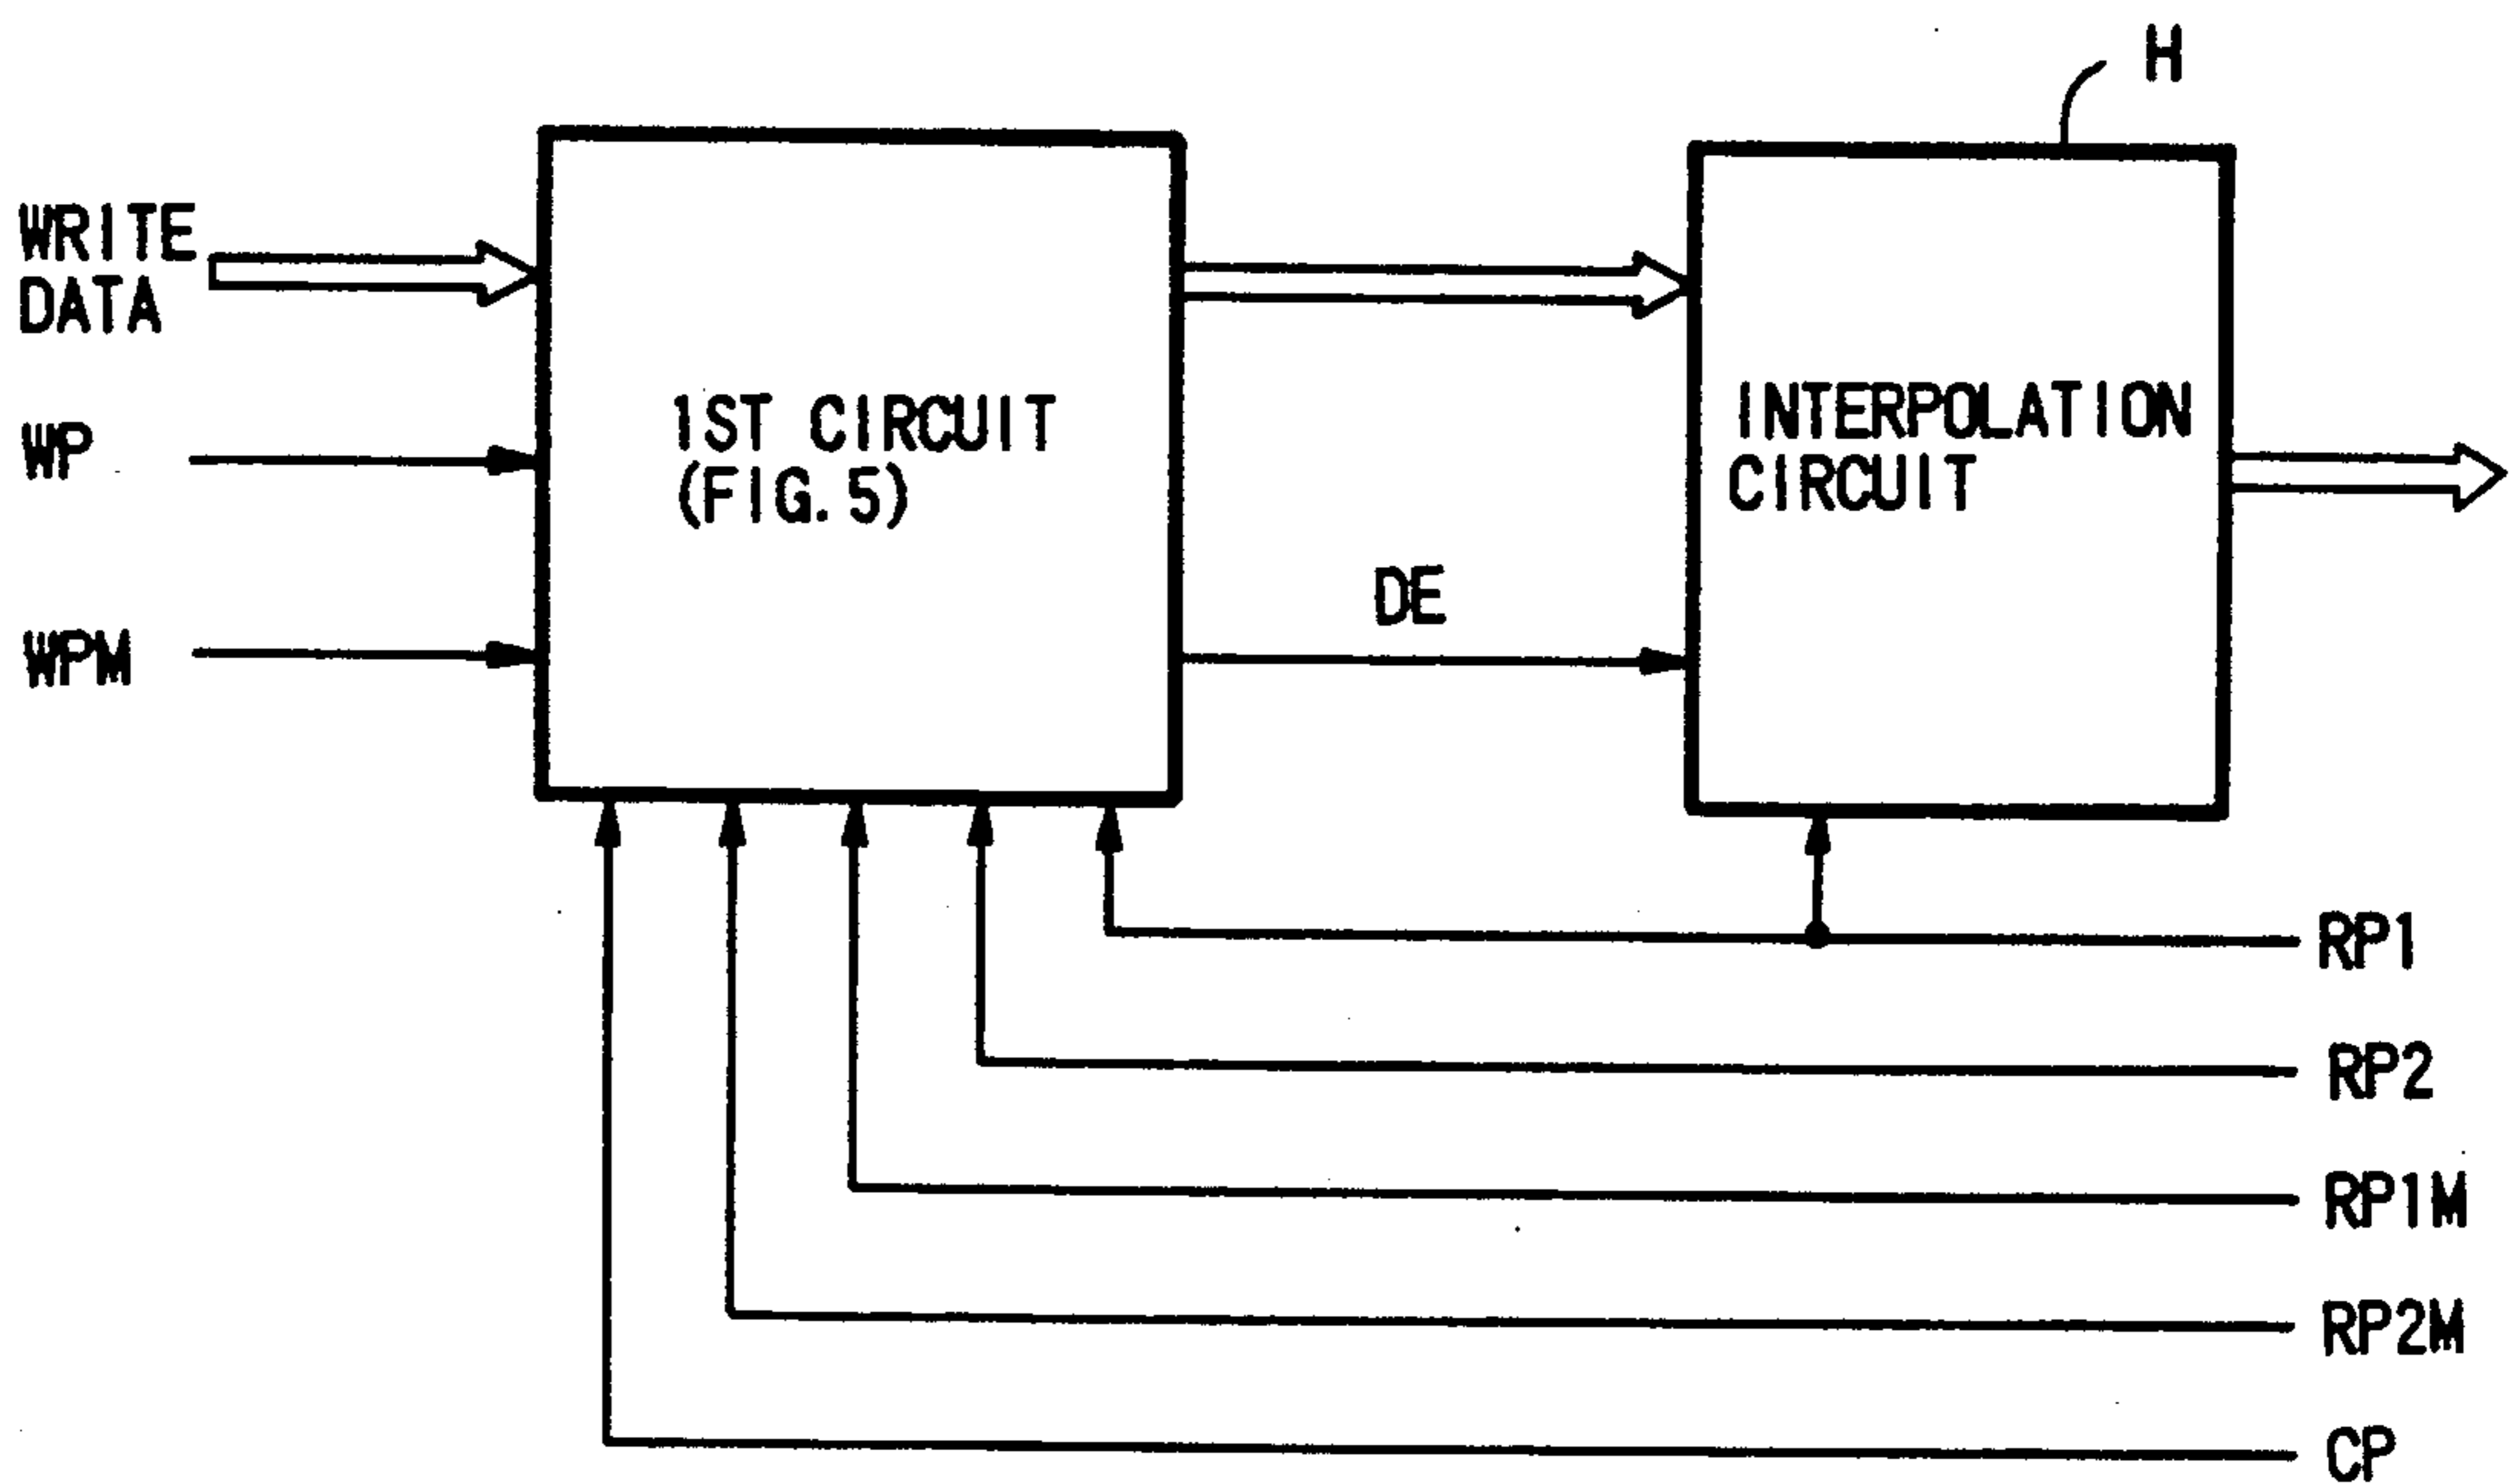 H
WRITE
DATA
WP
WPM
1ST CIRCUIT
(FIG. 5)
DE
INTERPOLATION
CIRCUIT
RP1
RP2
RP1M
RP2M
CP